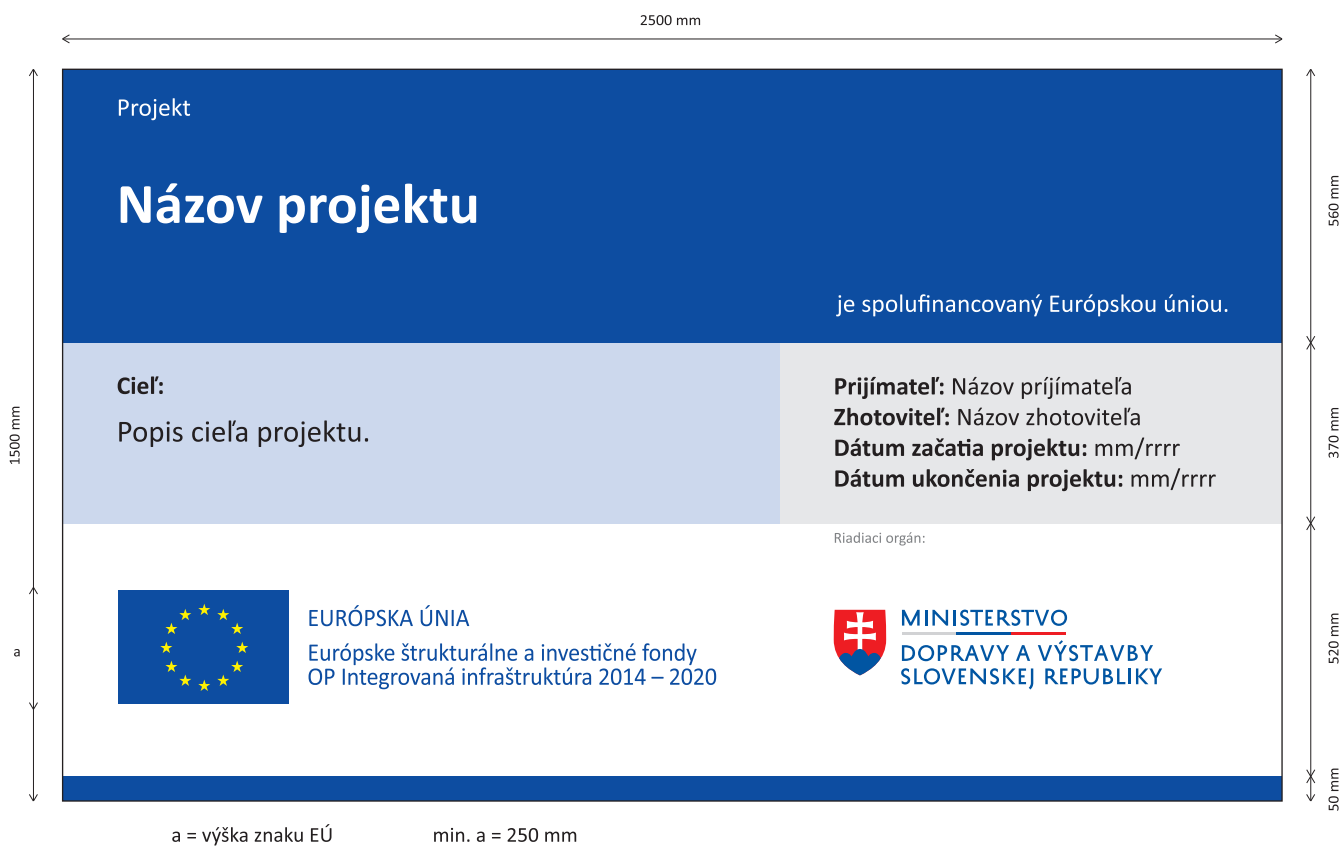 2500 mm
Projekt
Názov projektu
je spolufinancovaný Európskou úniou.
560 mm
1500 mm
Cieľ:
Popis cieľa projektu.
Prijímateľ: Názov príjímateľa
Zhotoviteľ: Názov zhotoviteľa
Dátum začatia projektu: mm/rrrr
Dátum ukončenia projektu: mm/rrrr
370 mm
Riadiaci orgán:
a
EURÓPSKA ÚNIA
Európske štrukturálne a investičné fondy
OP Integrovaná infraštruktúra 2014 – 2020
MINISTERSTVO
DOPRAVY A VÝSTAVBY
SLOVENSKEJ REPUBLIKY
520 mm
50 mm
a = výška znaku EÚ
min. a = 250 mm